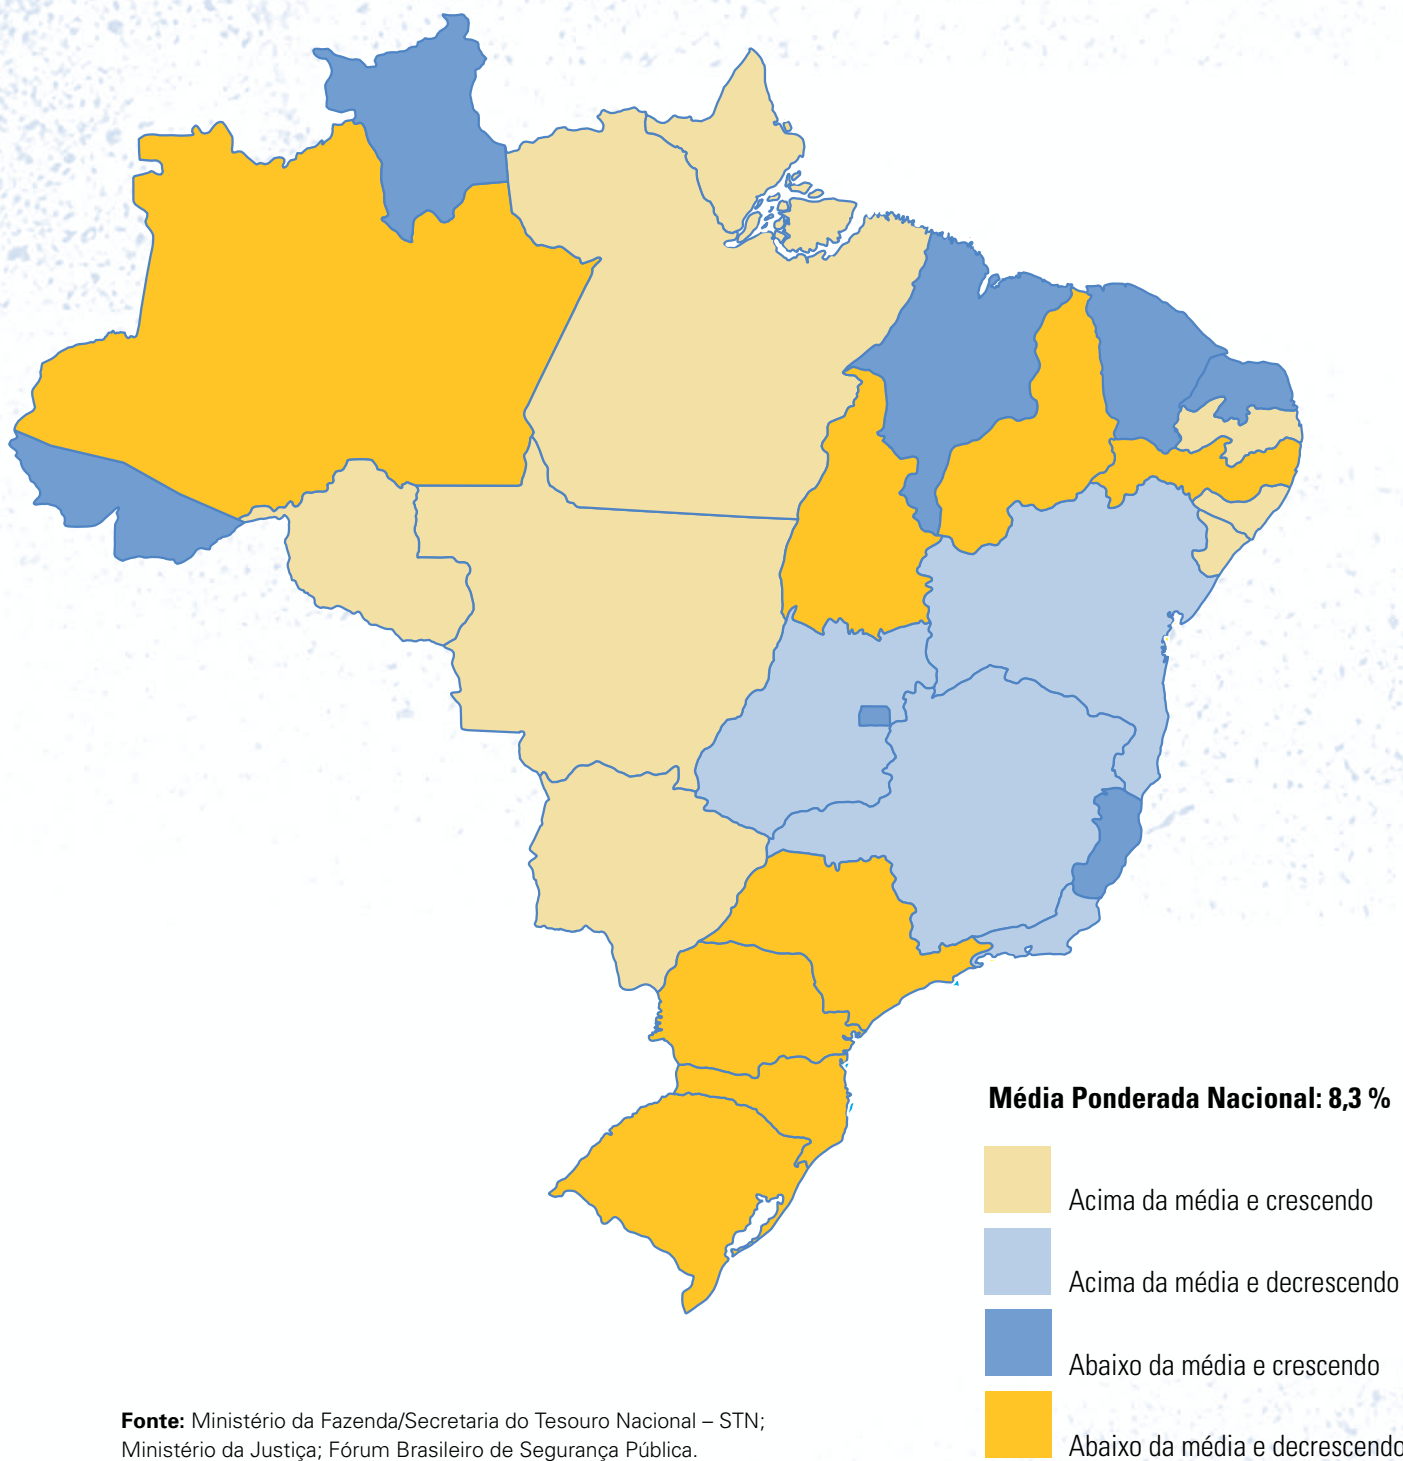 Média Ponderada Nacional: 8,3 %
Acima da média e crescendo
Acima da média e decrescendo
Abaixo da média e crescendo
Abaixo da média e decrescendo
Fonte: Ministério da Fazenda/Secretaria do Tesouro Nacional – STN;
Ministério da Justiça; Fórum Brasileiro de Segurança Pública.